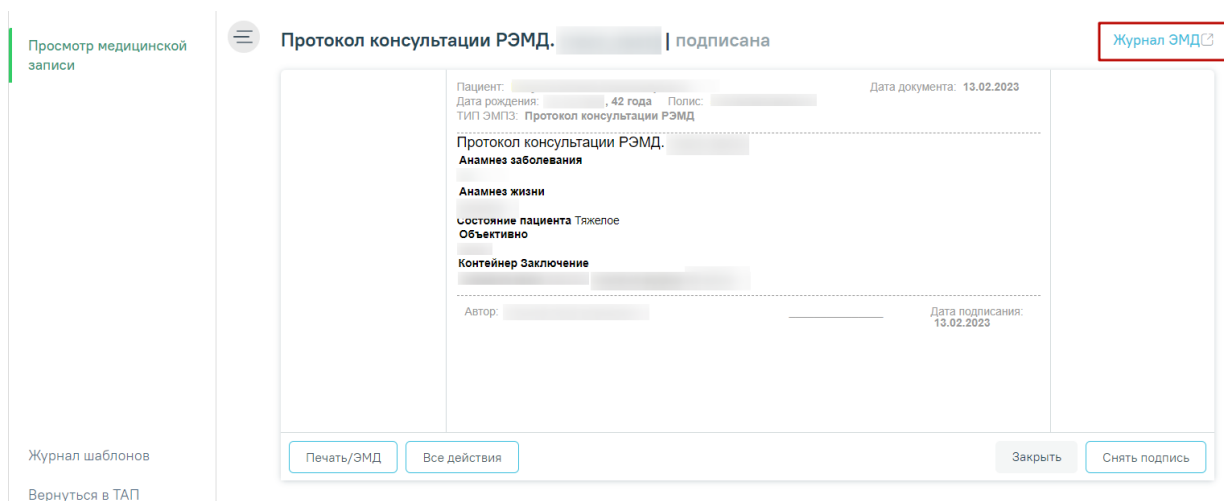 Просмотр медицинской
записи
Протокол консультации РЭМД. | подписана
Журнал ЭМД
Пациент:
Дата документа: 13.02.2023
Дата рождения: , 42 года Полис:
ТИП ЭМПЗ: Протокол консультации РЭМД
Протокол консультации РЭМД.
Анамнез заболевания
Анамнез жизни
Состояние пациента Тяжелое
Объективно
Контейнер Заключение
Автор:
Дата подписания:
13.02.2023
Журнал шаблонов
Вернуться в ТАП
Печать/ЭМД
Все действия
Закрыть
Снять подпись